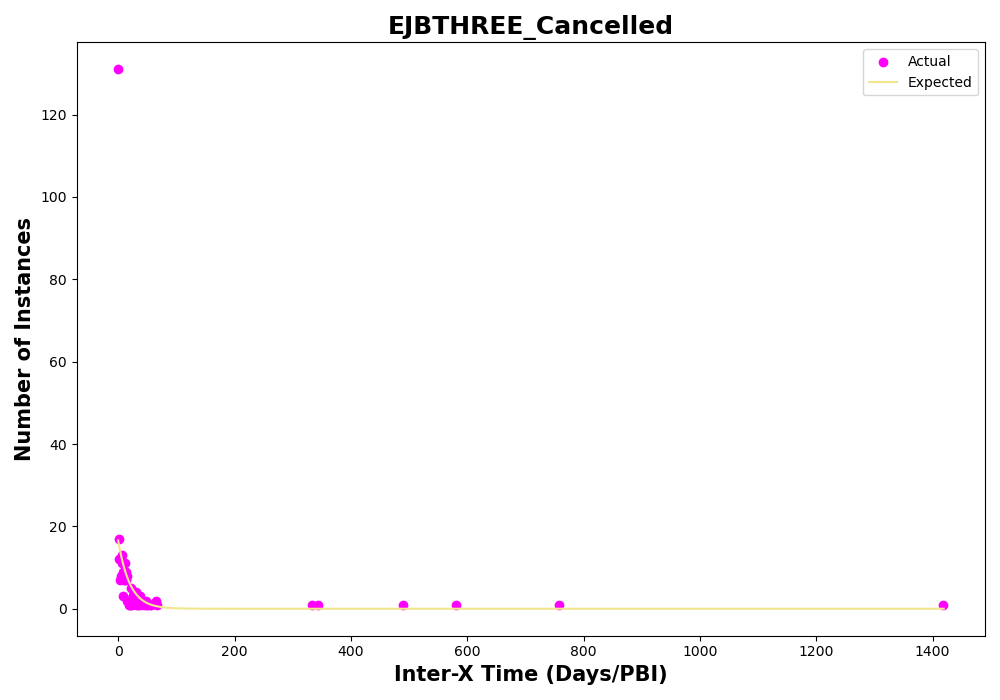 EJBTHREE_Cancelled
Actual
Expected
Number of Instances
120
100
80
60
40
20
0
0 200 400 600 800 1000 1200 1400
Inter-X Time (Days/PBI)